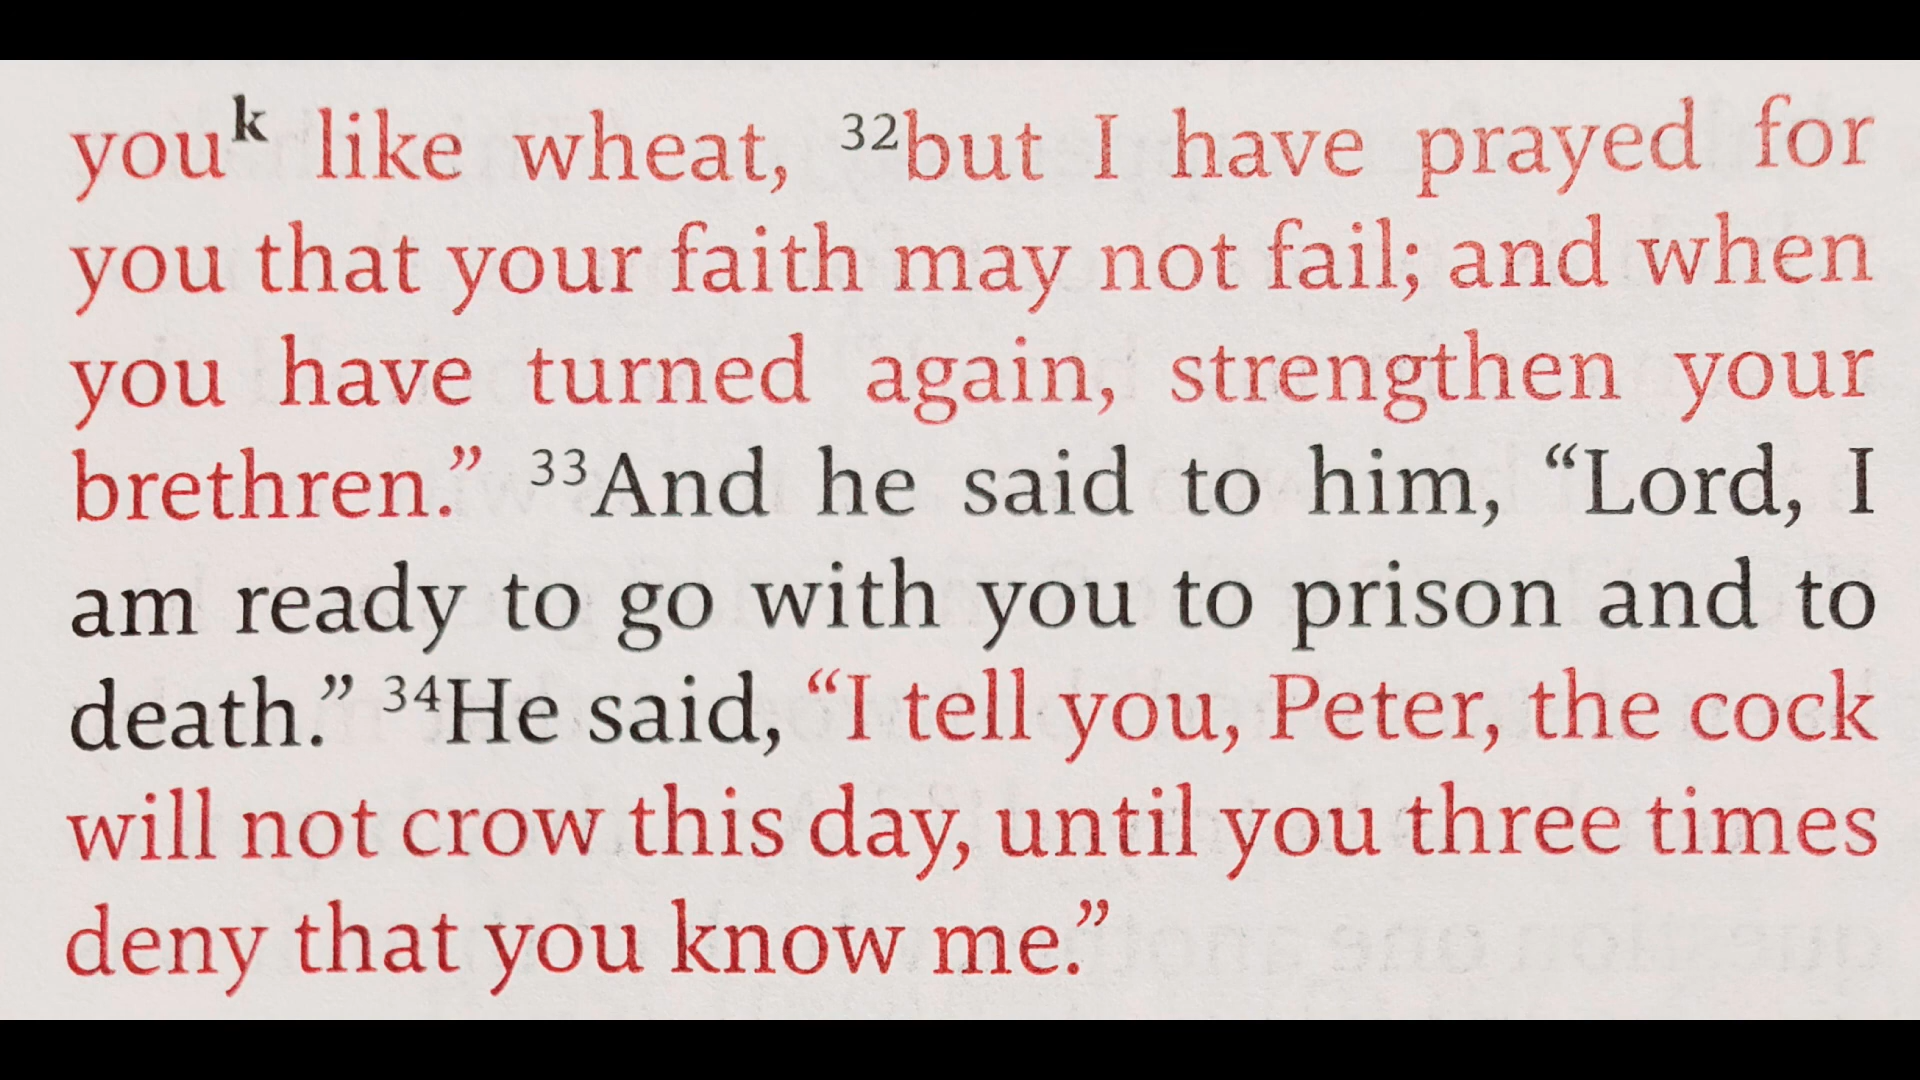 youᵏ like wheat, ³²but I have prayed for
you that your faith may not fail; and when
you have turned again, strengthen your
brethren.” ³³And he said to him, “Lord, I
am ready to go with you to prison and to
death.” ³⁴He said, “I tell you, Peter, the cock
will not crow this day, until you three times
deny that you know me.”